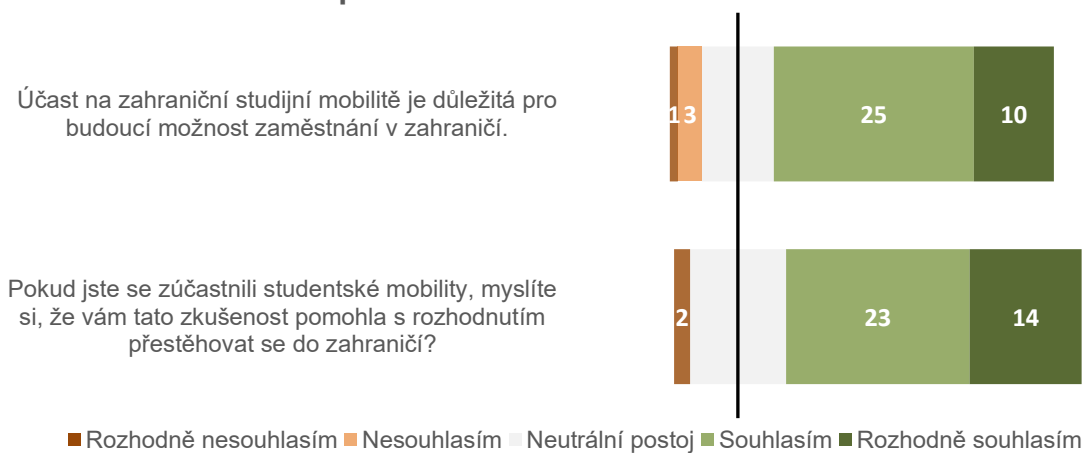 Účast na zahraniční studijní mobilitě je důležitá pro
budoucí možnost zaměstnání v zahraničí.
1 3 25 10
Pokud jste se zúčastnili studentské mobility, myslíte
si, že vám tato zkušenost pomohla s rozhodnutím
přestěhovat se do zahraničí?
2 23 14
Rozhodně nesouhlasím Nesouhlasím Neutrální postoj Souhlasím Rozhodně souhlasím